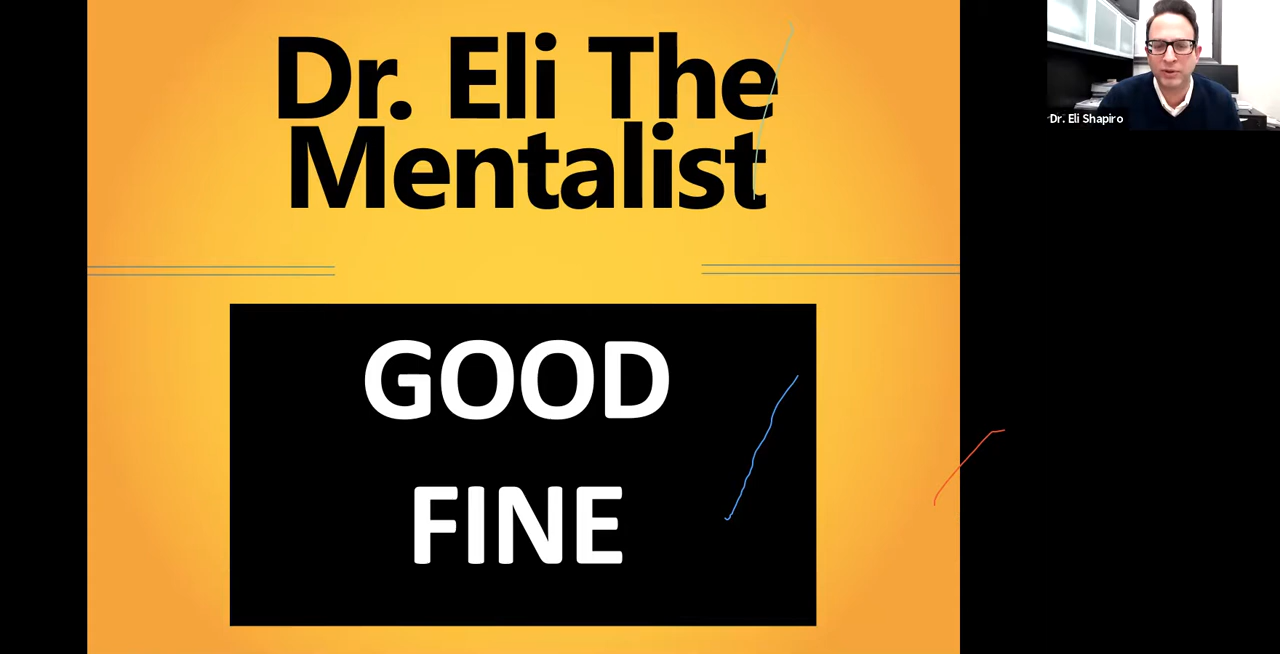 Dr. Eli The
Mentalist
GOOD
FINE
Dr. Eli Shapiro